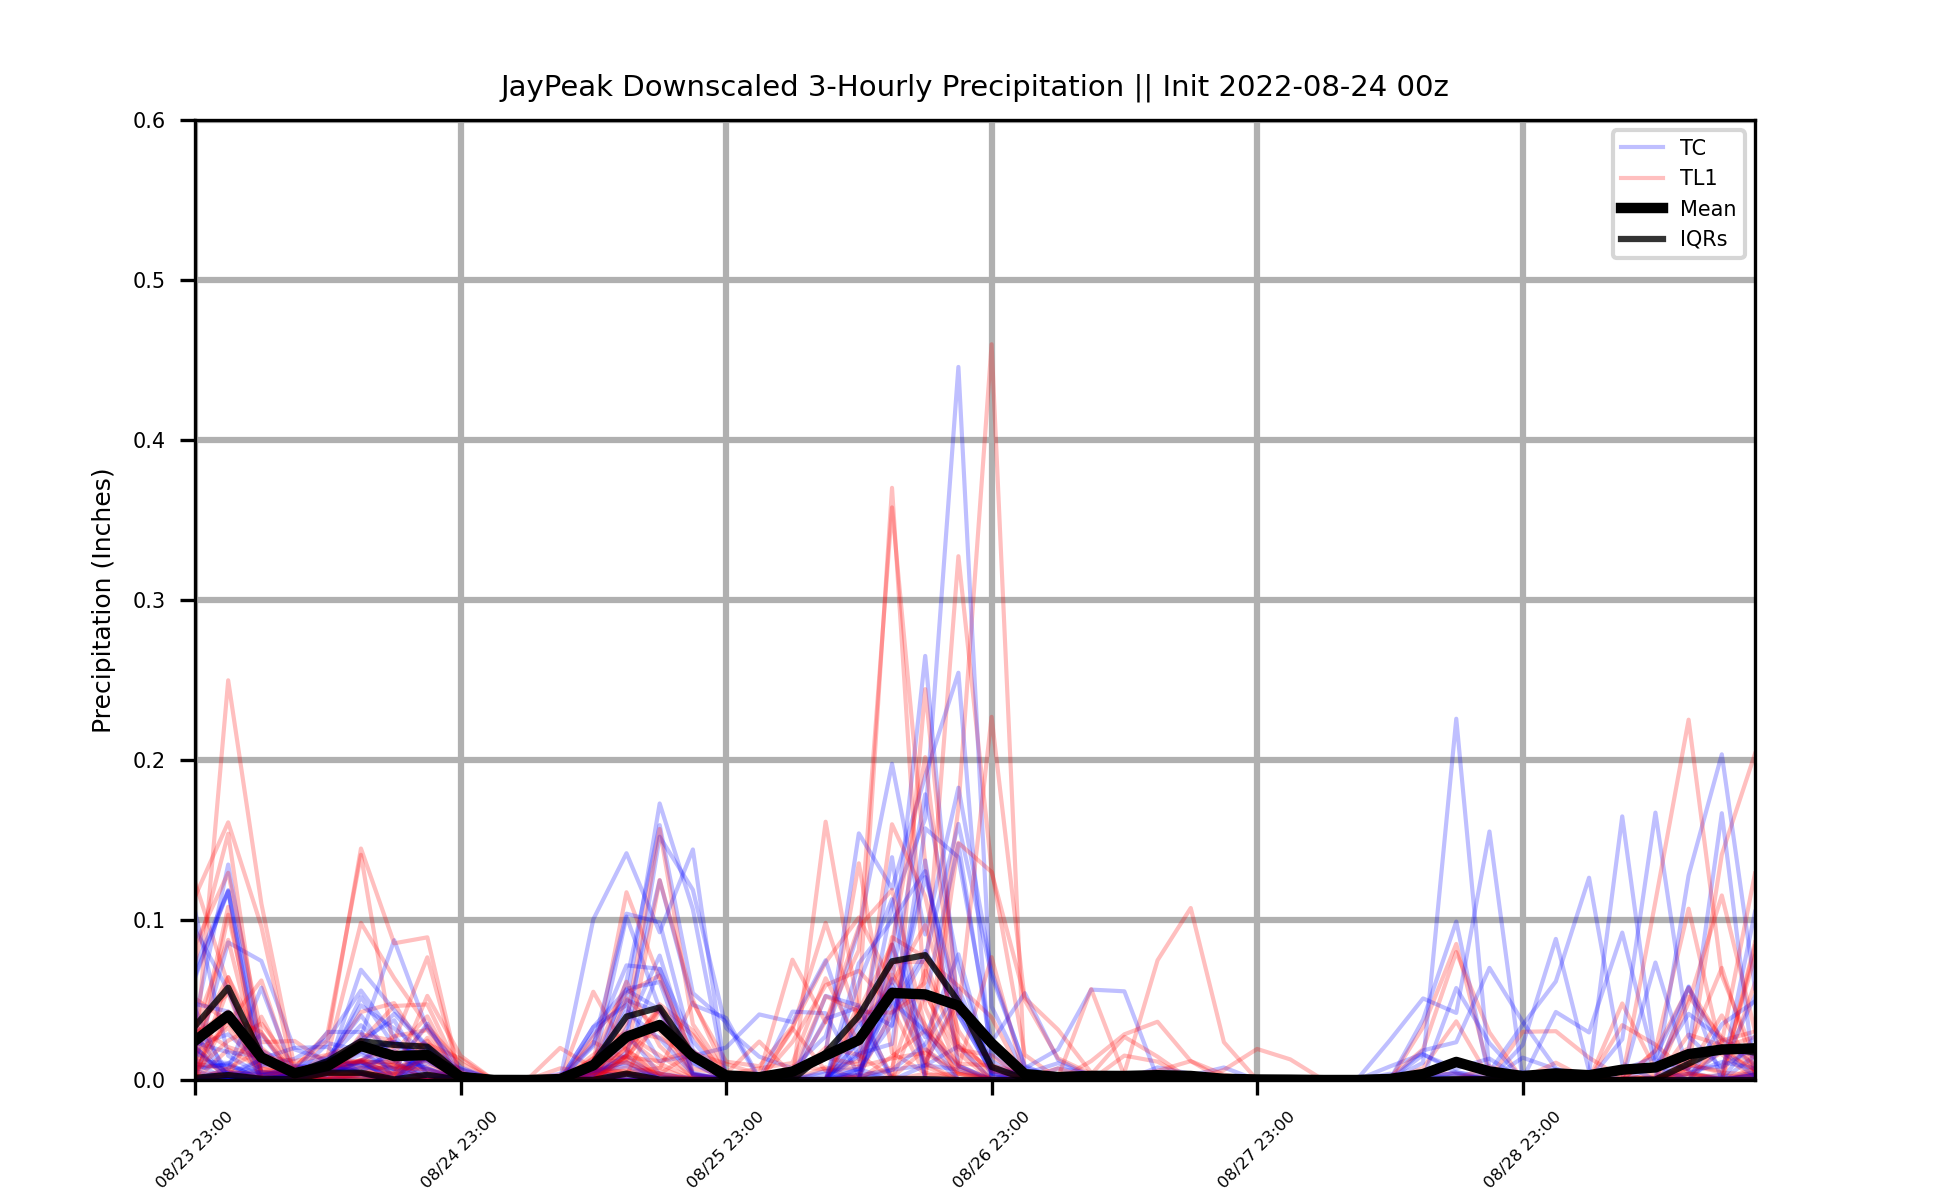 JayPeak Downscaled 3-Hourly Precipitation || Init 2022-08-24 00z
0.6
0.5
0.4
0.3
0.2
0.1
0.0
Precipitation (Inches)
TC
TL1
Mean
IQRs
08/23 23:00
08/24 23:00
08/25 23:00
08/26 23:00
08/27 23:00
08/28 23:00